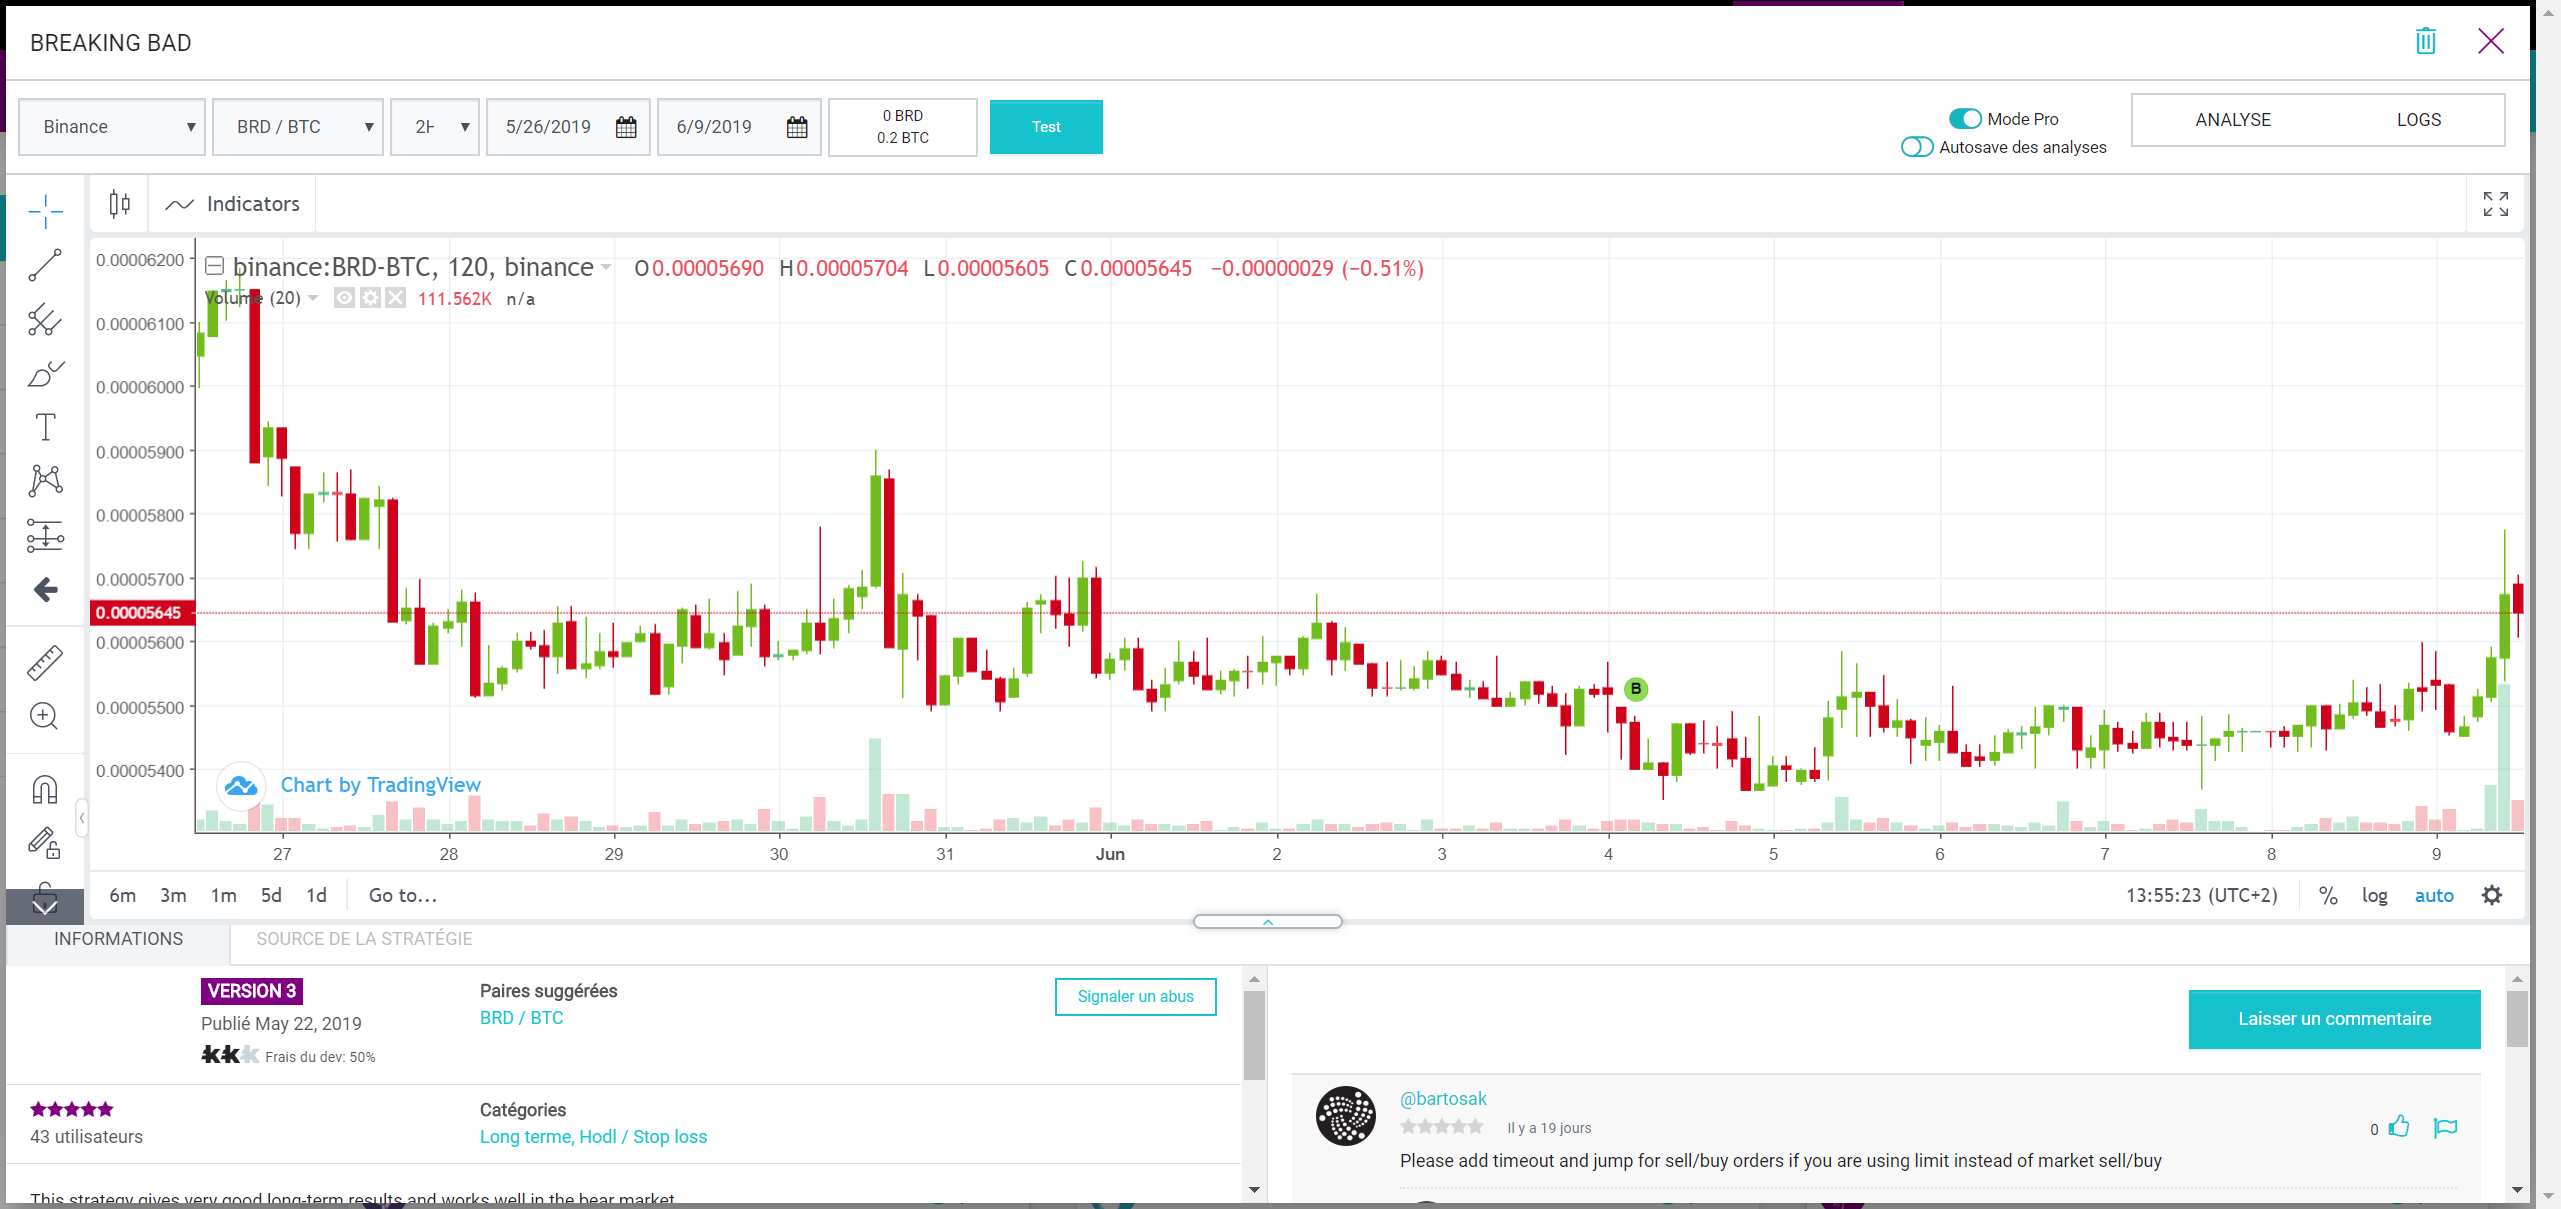 BREAKING BAD
Binance
BRD / BTC
2H
5/26/2019
6/9/2019
0 BRD
0.2 BTC
Test
Mode Pro
Autosave des analyses
ANALYSE
LOGS
Indicators
binance:BRD-BTC, 120, binance O0.00005690 H0.00005704 L0.00005605 C0.00005645 −0.00000029 (−0.51%)
Volume (20) 111.562K n/a
0.00006200
0.00006100
0.00006000
0.00005900
0.00005800
0.00005700
0.00005645
0.00005600
0.00005500
0.00005400
B
Chart by TradingView
27 28 29 30 31 Jun 2 3 4 5 6 7 8 9
6m 3m 1m 5d 1d Go to...
13:55:23 (UTC+2) % log auto
INFORMATIONS
SOURCE DE LA STRATÉGIE
VERSION 3
Publié May 22, 2019
Frais du dev: 50%
Paires suggérées
BRD / BTC
Signaler un abus
43 utilisateurs
Catégories
Long terme, Hodl / Stop loss
This strategy gives very good long-term results and works well in the bear market
Laisser un commentaire
@bartosak
Il y a 19 jours
0
Please add timeout and jump for sell/buy orders if you are using limit instead of market sell/buy